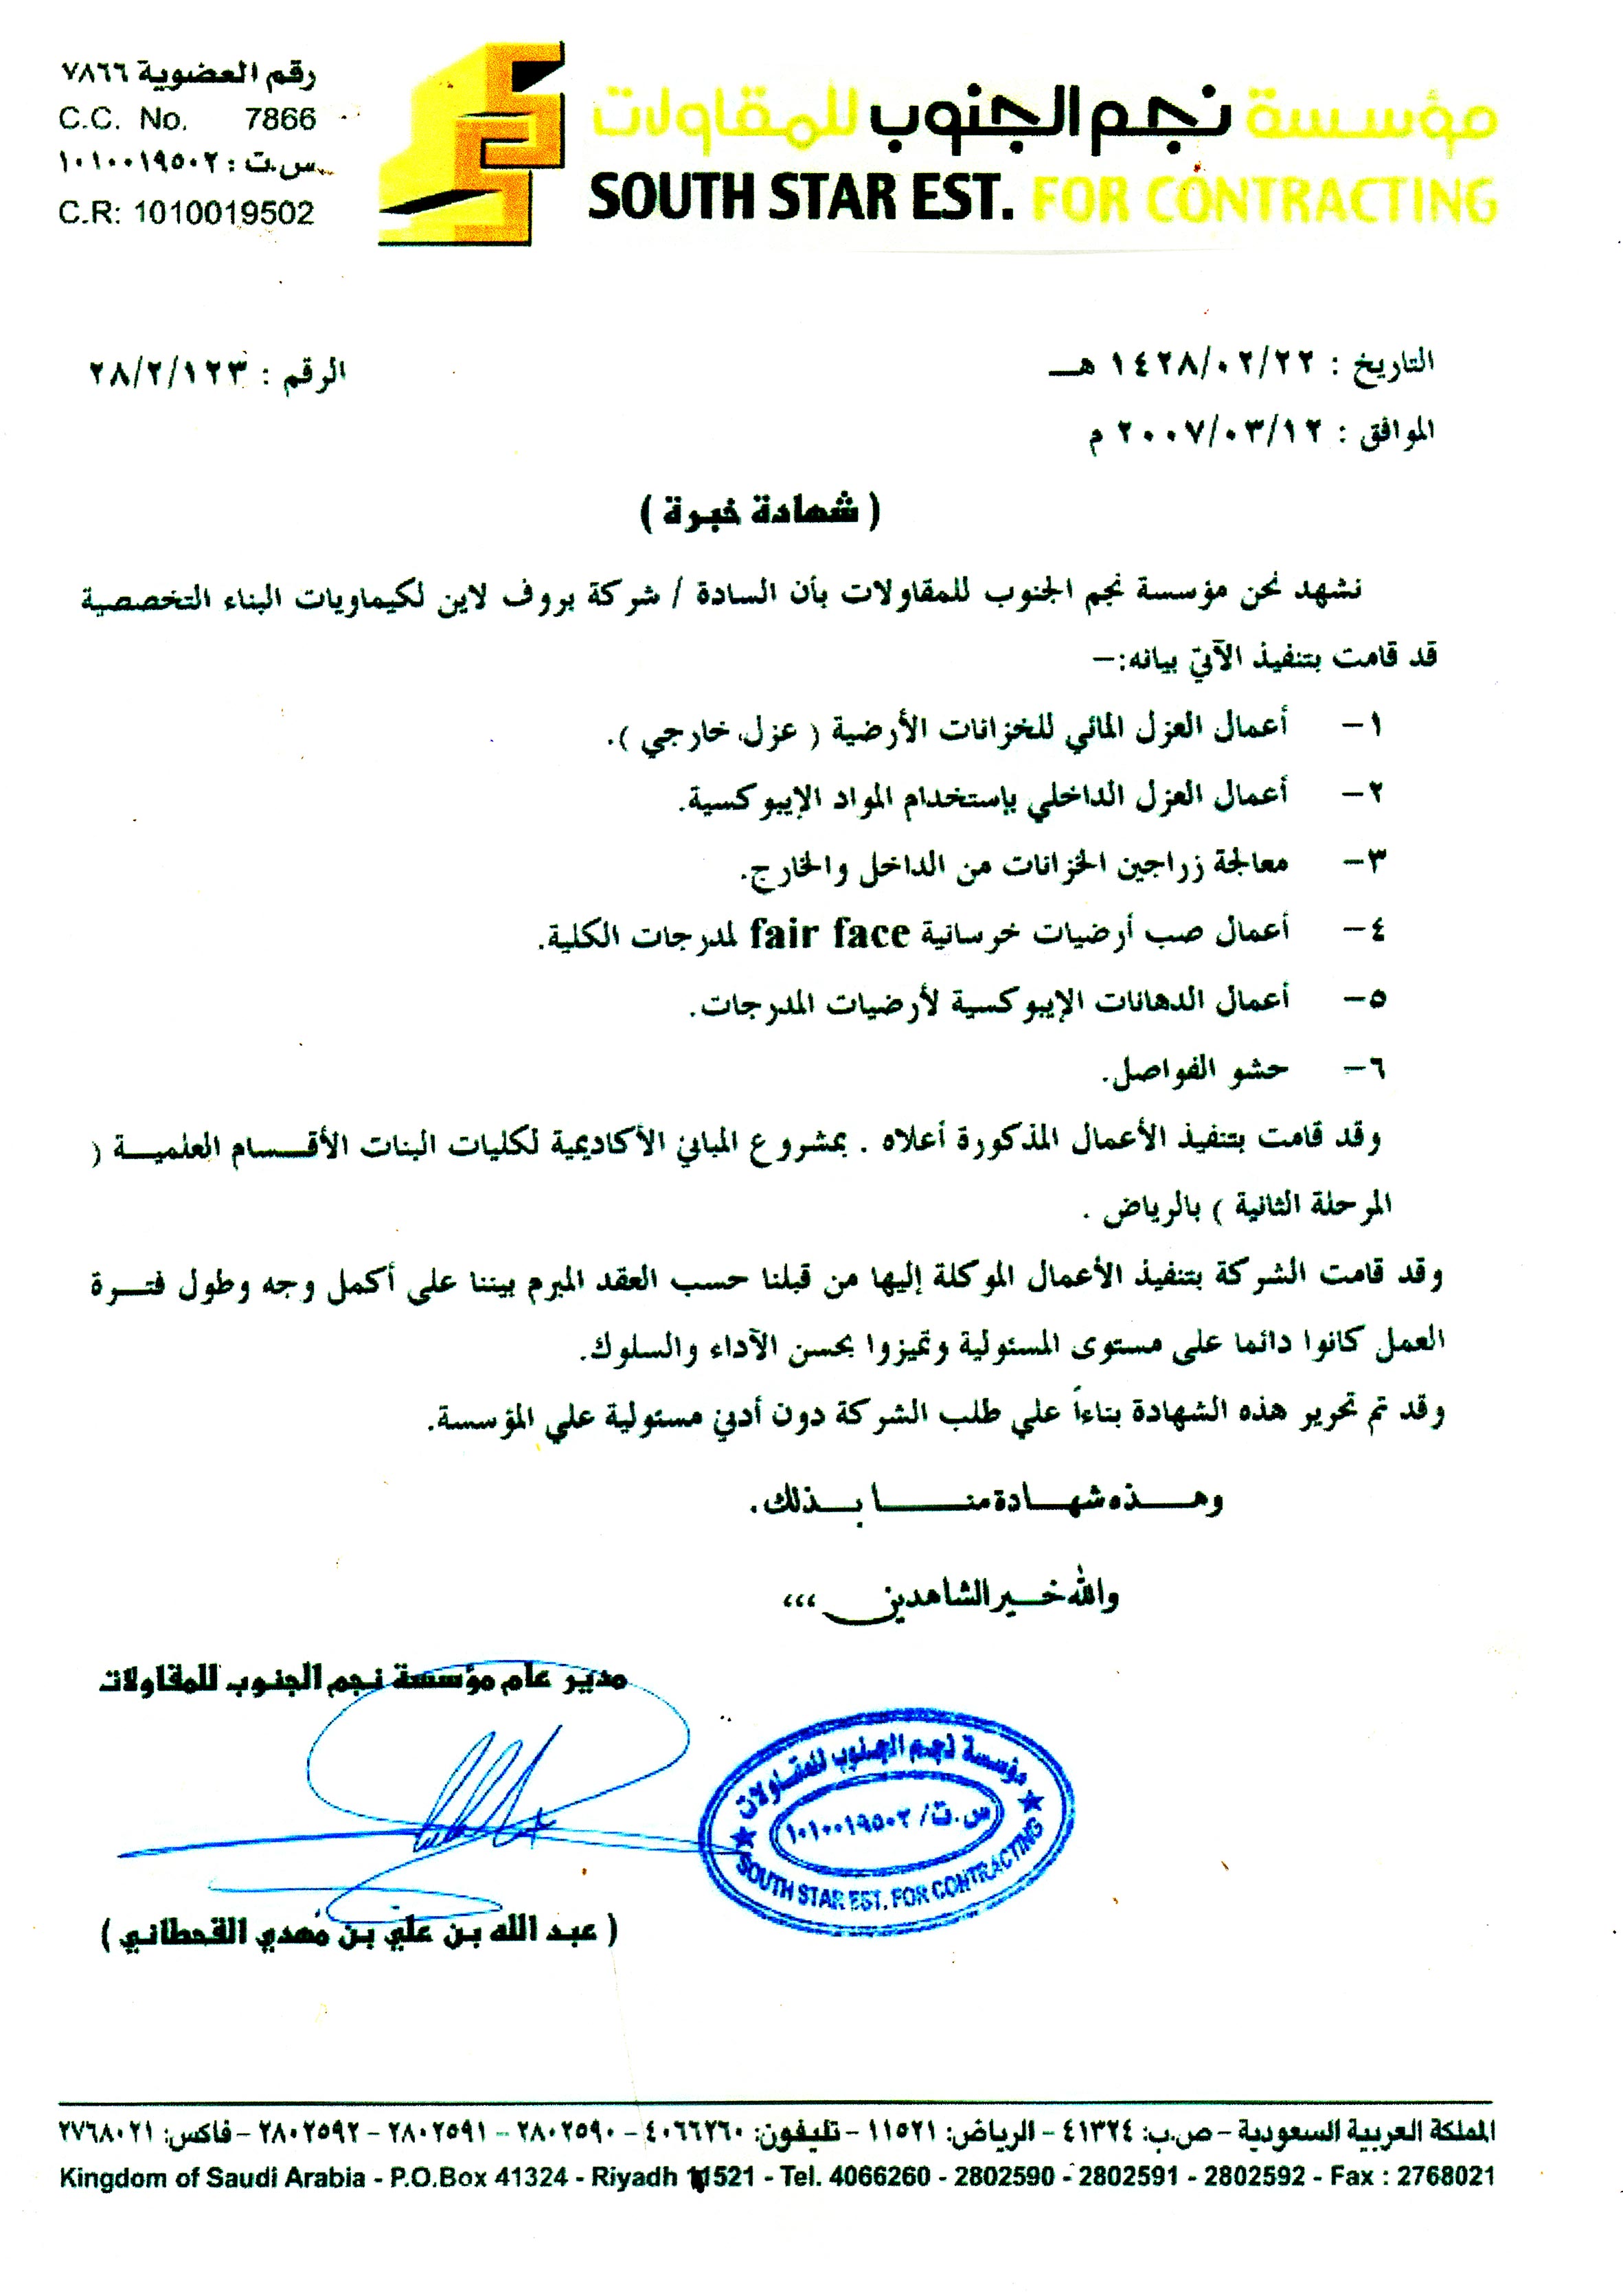 رقم العضوية ٧٨٦٦
C.C. No. 7866
س.ت : ١٠١٠٠١٩٥٠٢
C.R: 1010019502
مؤسسة نجم الجنوب للمقاولات
SOUTH STAR EST. FOR CONTRACTING
التاريخ : ١٤٢٨/٠٢/٢٢ هـــ
الرقم : ٢٨/٢/١٢٣
الموافق : ٢٠٠٧/٠٣/١٢ م
( شهادة خبرة )
نشهد نحن مؤسسة نجم الجنوب للمقاولات بأن السادة / شركة بروف لاين لكيماويات البناء التخصصية
قد قامت بتنفيذ الآتي بيانه:–
١– أعمال العزل المائي للخزانات الأرضية ( عزل خارجي ).
٢– أعمال العزل الداخلي بإستخدام المواد الإيبوكسية.
٣– معالجة زراجين الخزانات من الداخل والخارج.
٤– أعمال صب أرضيات خرسانية fair face لمدرجات الكلية.
٥– أعمال الدهانات الإيبوكسية لأرضيات المدرجات.
٦– حشو الفواصل.
وقد قامت بتنفيذ الأعمال المذكورة أعلاه . بمشروع المباني الأكاديمية لكليات البنات الأقـــسام العلميـــة (
المرحلة الثانية ) بالرياض .
وقد قامت الشركة بتنفيذ الأعمال الموكلة إليها من قبلنا حسب العقد المبرم بيننا على أكمل وجه وطول فتـــرة
العمل كانوا دائما على مستوى المسئولية وتميزوا بحسن الآداء والسلوك.
وقد تم تحرير هذه الشهادة بناءاً علي طلب الشركة دون أدني مسئولية علي المؤسسة.
وهـــذه شهـــادة منـــــا بـــذلك.
والله خـــير الشاهدين ،،،
مدير عام مؤسسة نجم الجنوب للمقاولات
مؤسسة نجم الجنوب للمقاولات
س.ت/ ١٠١٠٠١٩٥٠٢
SOUTH STAR EST. FOR CONTRACTING
( عبد الله بن علي بن مهدي القحطاني )
المملكة العربية السعودية – ص.ب: ٤١٣٢٤ – الرياض: ١١٥٢١ – تليفون: ٤٠٦٦٢٦٠ – ٢٨٠٢٥٩٠ – ٢٨٠٢٥٩١ – ٢٨٠٢٥٩٢ – فاكس: ٢٧٦٨٠٢١
Kingdom of Saudi Arabia - P.O.Box 41324 - Riyadh 11521 - Tel. 4066260 - 2802590 - 2802591 - 2802592 - Fax : 2768021